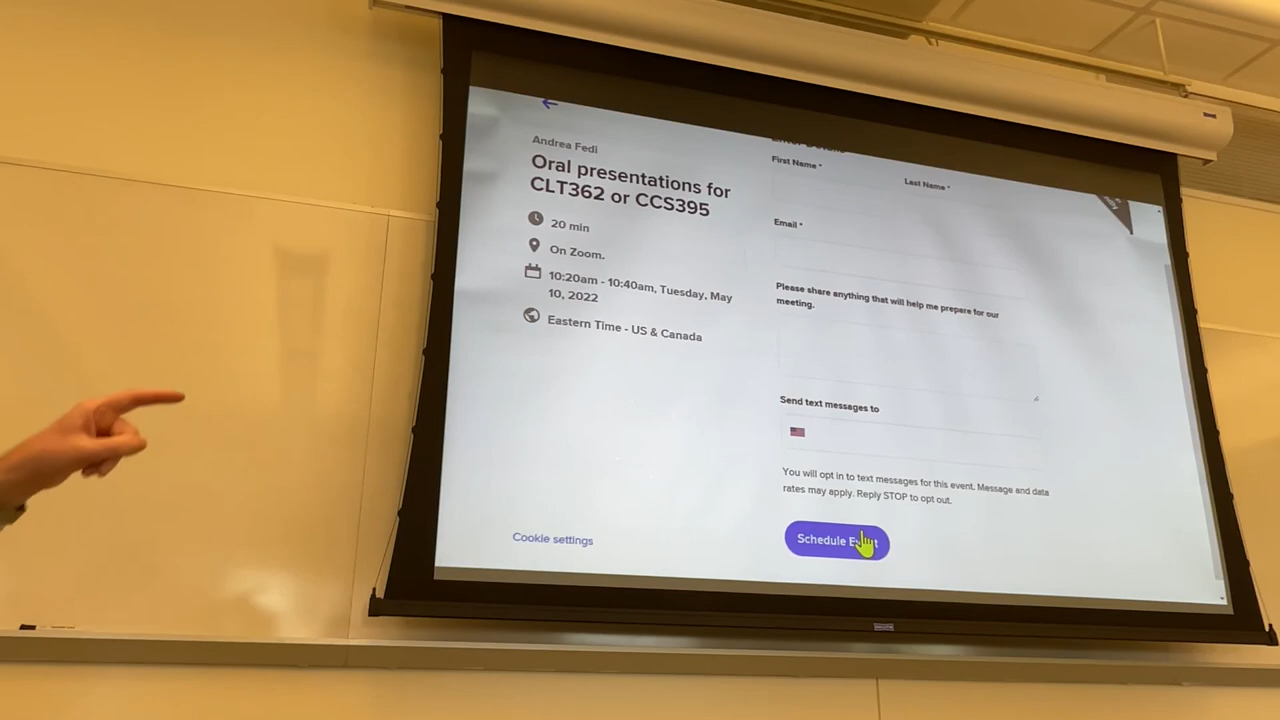 Andrea Fedi
Oral presentations for
CLT362 or CCS395
20 min
On Zoom.
10:20am - 10:40am, Tuesday, May
10, 2022
Eastern Time - US & Canada
Cookie settings
First Name *
Last Name *
Email *
Please share anything that will help me prepare for our
meeting.
Send text messages to
You will opt in to text messages for this event. Message and data
rates may apply. Reply STOP to opt out.
Schedule